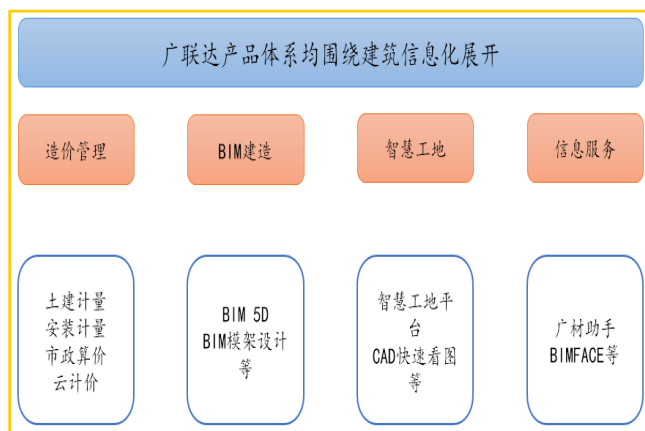 广联达产品体系均围绕建筑信息化展开
造价管理
BIM建造
智慧工地
信息服务
土建计量
安装计量
市政算价
云计价
BIM 5D
BIM模架设计
等
智慧工地平
台
CAD快速看图
等
广材助手
BIMFACE等